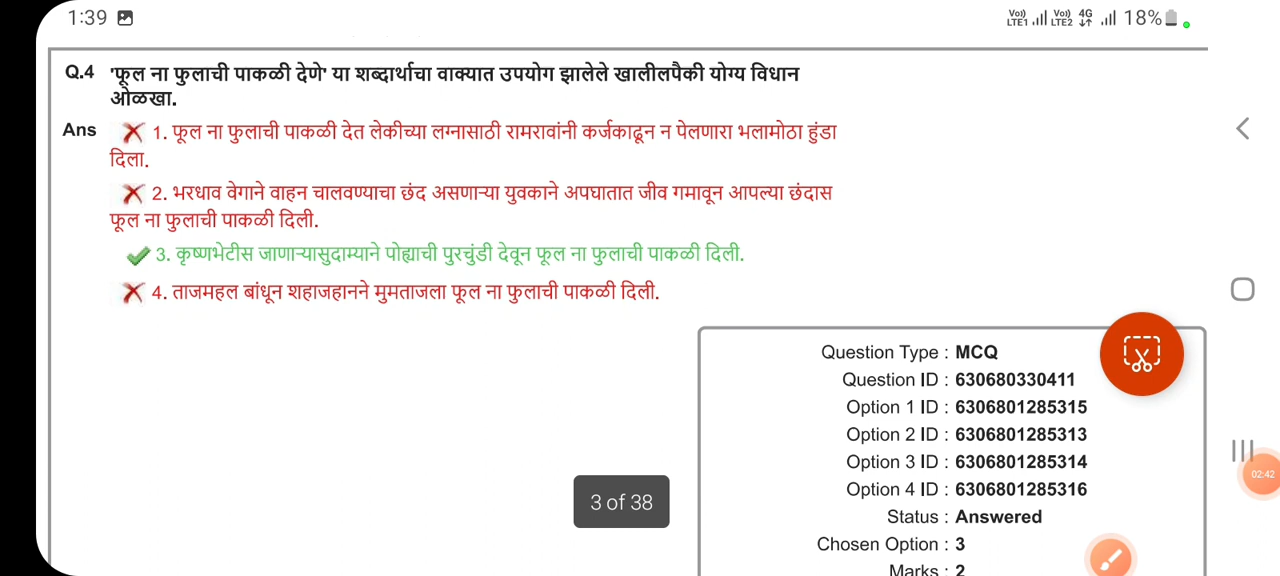 1:39
Vo)) LTE1 Vo)) LTE2 4G 18%
Q.4 'फूल ना फुलाची पाकळी देणे' या शब्दार्थाचा वाक्यात उपयोग झालेले खालीलपैकी योग्य विधान
ओळखा.
Ans 1. फूल ना फुलाची पाकळी देत लेकीच्या लग्नासाठी रामरावांनी कर्जकाढून न पेलणारा भलामोठा हुंडा
दिला.
2. भरधाव वेगाने वाहन चालवण्याचा छंद असणाऱ्या युवकाने अपघातात जीव गमावून आपल्या छंदास
फूल ना फुलाची पाकळी दिली.
3. कृष्णभेटीस जाणाऱ्यासुदाम्याने पोह्याची पुरचुंडी देवून फूल ना फुलाची पाकळी दिली.
4. ताजमहल बांधून शहाजहानने मुमताजला फूल ना फुलाची पाकळी दिली.
Question Type : MCQ
Question ID : 630680330411
Option 1 ID : 6306801285315
Option 2 ID : 6306801285313
Option 3 ID : 6306801285314
Option 4 ID : 6306801285316
Status : Answered
Chosen Option : 3
Marks : 2
3 of 38
02:42